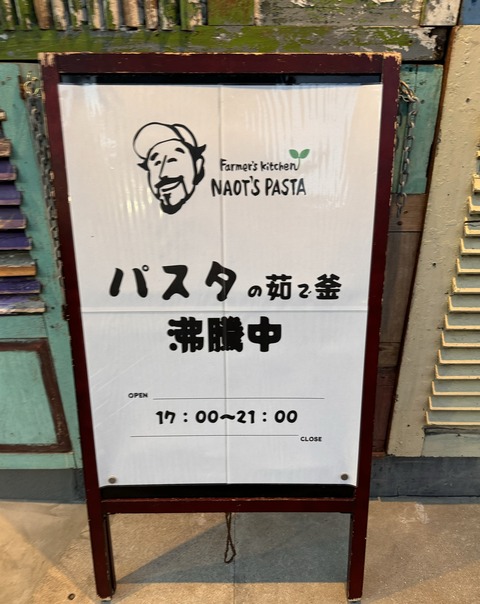 Farmer's kitchen
NAOT'S PASTA
パスタの茹で釜
沸騰中
OPEN
17:00〜21:00
CLOSE